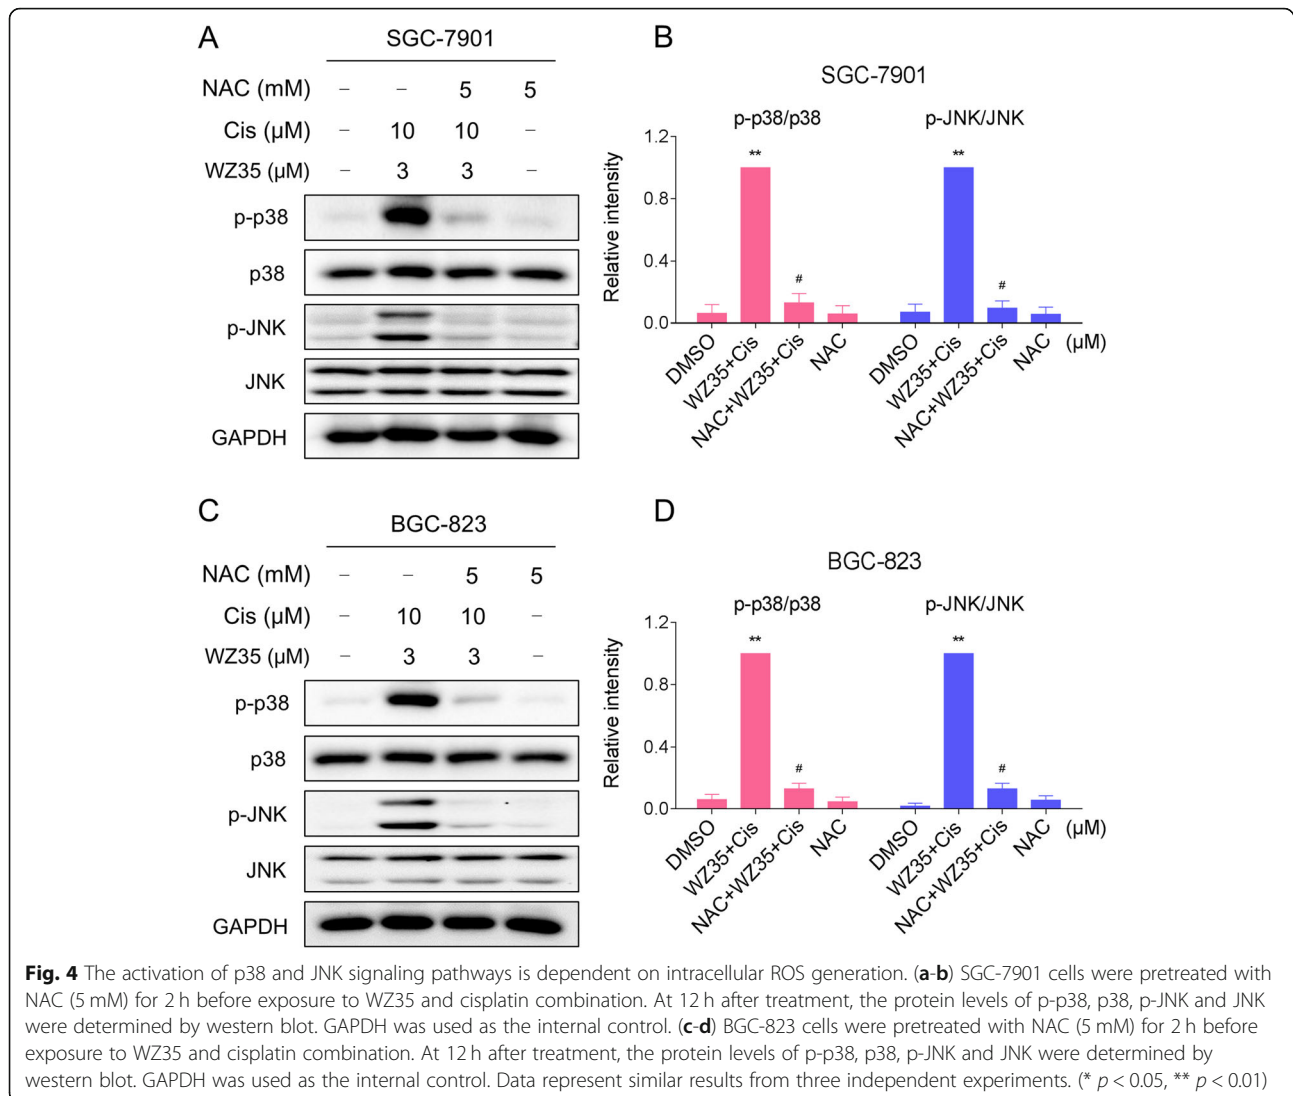 A
SGC-7901
NAC (mM) – – 5 5
Cis (µM) – 10 10 –
WZ35 (µM) – 3 3 –
p-p38
p38
p-JNK
JNK
GAPDH
B
SGC-7901
p-p38/p38 p-JNK/JNK
Relative intensity
1.2
0.8
0.4
0.0
** # ** #
DMSO WZ35+Cis NAC+WZ35+Cis NAC DMSO WZ35+Cis NAC+WZ35+Cis NAC (µM)
C
BGC-823
NAC (mM) – – 5 5
Cis (µM) – 10 10 –
WZ35 (µM) – 3 3 –
p-p38
p38
p-JNK
JNK
GAPDH
D
BGC-823
p-p38/p38 p-JNK/JNK
Relative intensity
1.2
0.8
0.4
0.0
** # ** #
DMSO WZ35+Cis NAC+WZ35+Cis NAC DMSO WZ35+Cis NAC+WZ35+Cis NAC (µM)
Fig. 4 The activation of p38 and JNK signaling pathways is dependent on intracellular ROS generation. (a-b) SGC-7901 cells were pretreated with
NAC (5 mM) for 2 h before exposure to WZ35 and cisplatin combination. At 12 h after treatment, the protein levels of p-p38, p38, p-JNK and JNK
were determined by western blot. GAPDH was used as the internal control. (c-d) BGC-823 cells were pretreated with NAC (5 mM) for 2 h before
exposure to WZ35 and cisplatin combination. At 12 h after treatment, the protein levels of p-p38, p38, p-JNK and JNK were determined by
western blot. GAPDH was used as the internal control. Data represent similar results from three independent experiments. (* p < 0.05, ** p < 0.01)